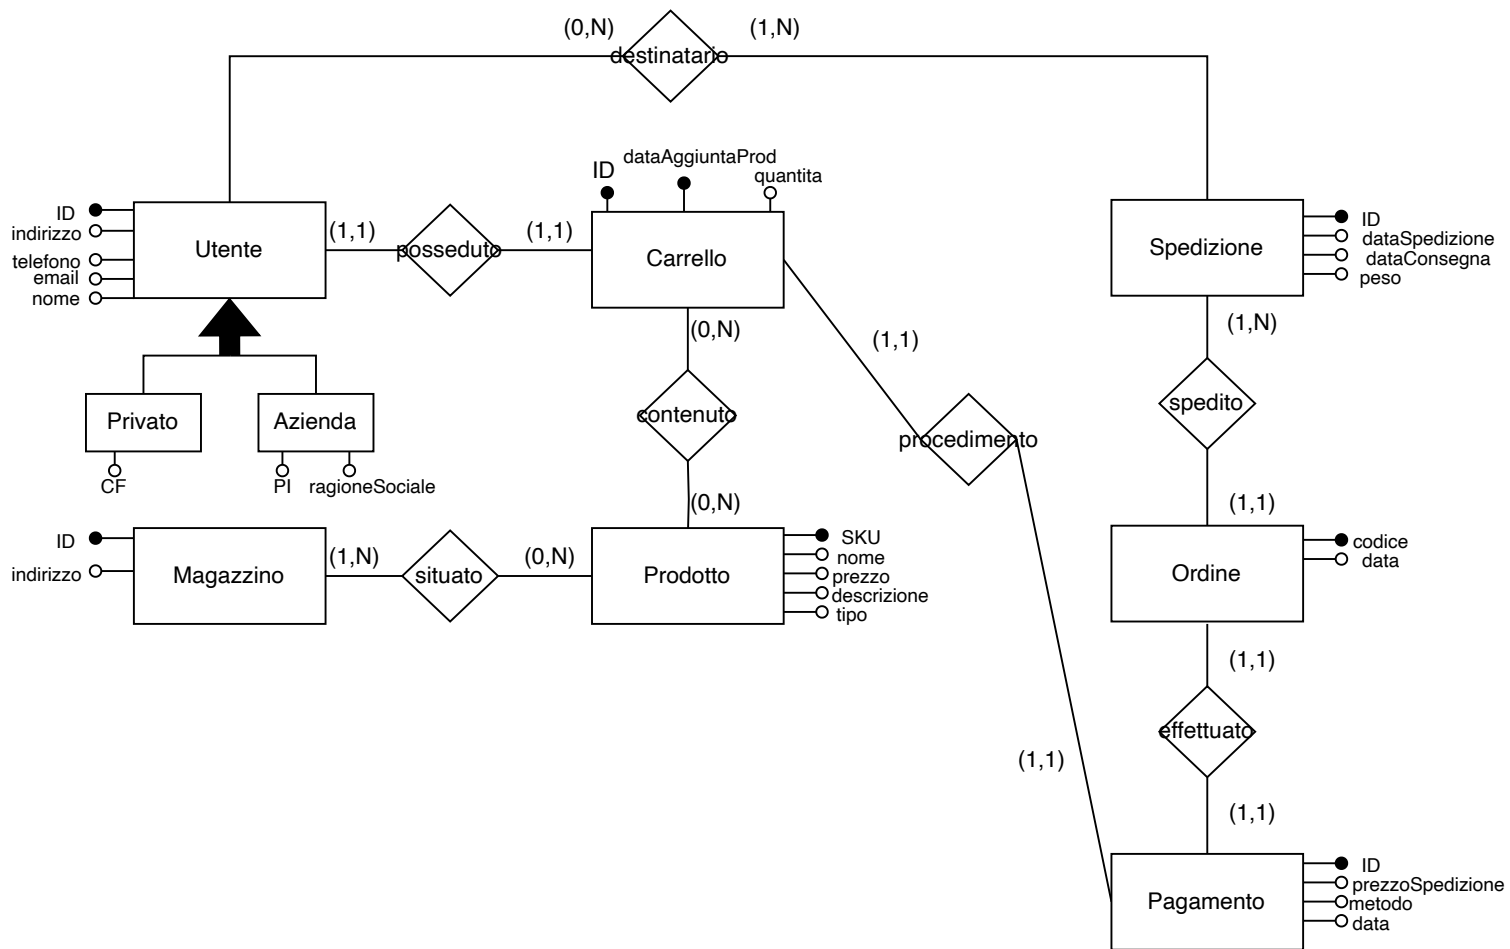 (0,N)
destinatario
(1,N)
ID
dataAggiuntaProd
quantita
ID
indirizzo
telefono
email
nome
Utente
(1,1)
posseduto
(1,1)
Carrello
Spedizione
ID
dataSpedizione
dataConsegna
peso
(0,N)
(1,1)
(1,N)
Privato
Azienda
contenuto
procedimento
spedito
CF
PI
ragioneSociale
(0,N)
(1,1)
ID
indirizzo
Magazzino
(1,N)
situato
(0,N)
Prodotto
SKU
nome
prezzo
descrizione
tipo
Ordine
codice
data
(1,1)
effettuato
(1,1)
(1,1)
Pagamento
ID
prezzoSpedizione
metodo
data